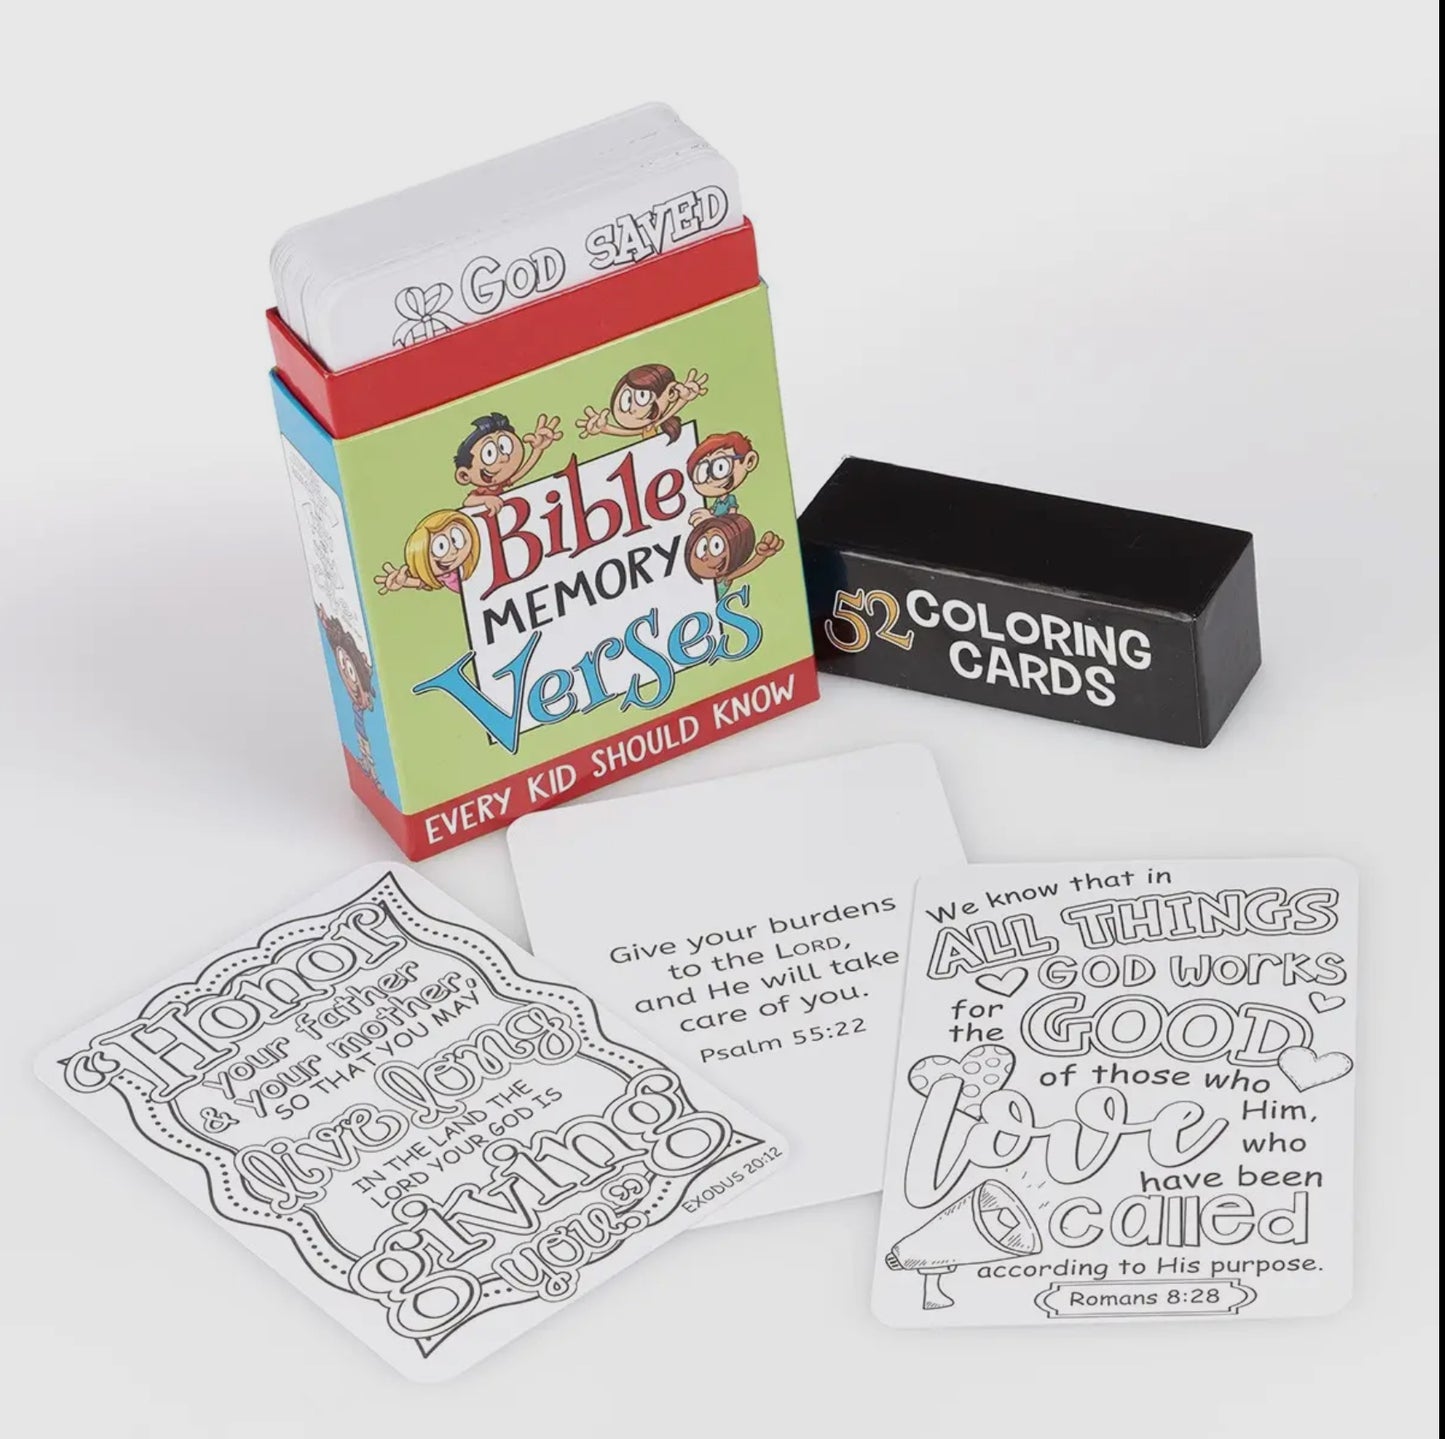 GOD SAVED
Bible
MEMORY
Verses
EVERY KID SHOULD KNOW
52 COLORING
CARDS
"Honor
your father
& your mother,
SO THAT YOU MAY
live long
IN THE LAND THE
LORD YOUR GOD IS
giving
you."
EXODUS 20:12
Give your burdens
to the LORD,
and He will take
care of you.
Psalm 55:22
We know that in
ALL THINGS
GOD WORKS
for
the GOOD
of those who
love Him,
who
have been
called
according to His purpose.
Romans 8:28